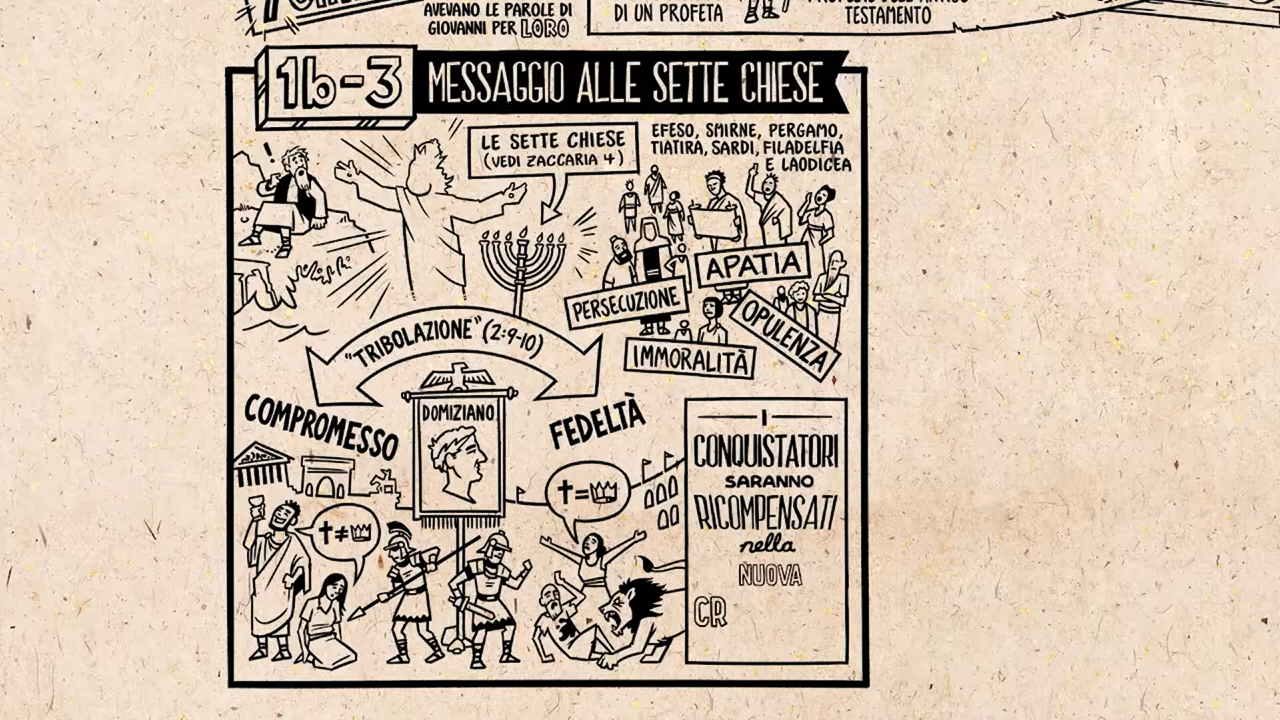 AVEVANO LE PAROLE DI
GIOVANNI PER LORO
DI UN PROFETA
TESTAMENTO
1b-3
MESSAGGIO ALLE SETTE CHIESE
LE SETTE CHIESE
(VEDI ZACCARIA 4)
EFESO, SMIRNE, PERGAMO,
TIATIRA, SARDI, FILADELFIA
E LAODICEA
APATIA
PERSECUZIONE
OPULENZA
IMMORALITÀ
"TRIBOLAZIONE" (2:9-10)
COMPROMESSO
DOMIZIANO
FEDELTÀ
I
CONQUISTATORI
SARANNO
RICOMPENSATI
nella
NUOVA
CR